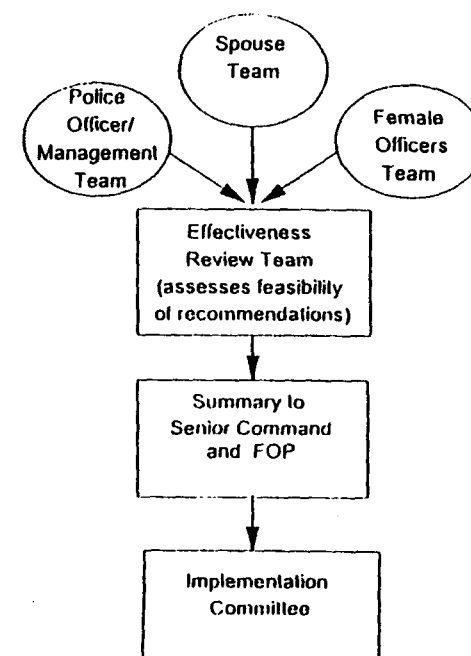 Spouse
Team
Police
Officer/
Management
Team
Female
Officers
Team
Effectiveness
Review Team
(assesses feasibility
of recommendations)
Summary to
Senior Command
and FOP
Implementation
Committee